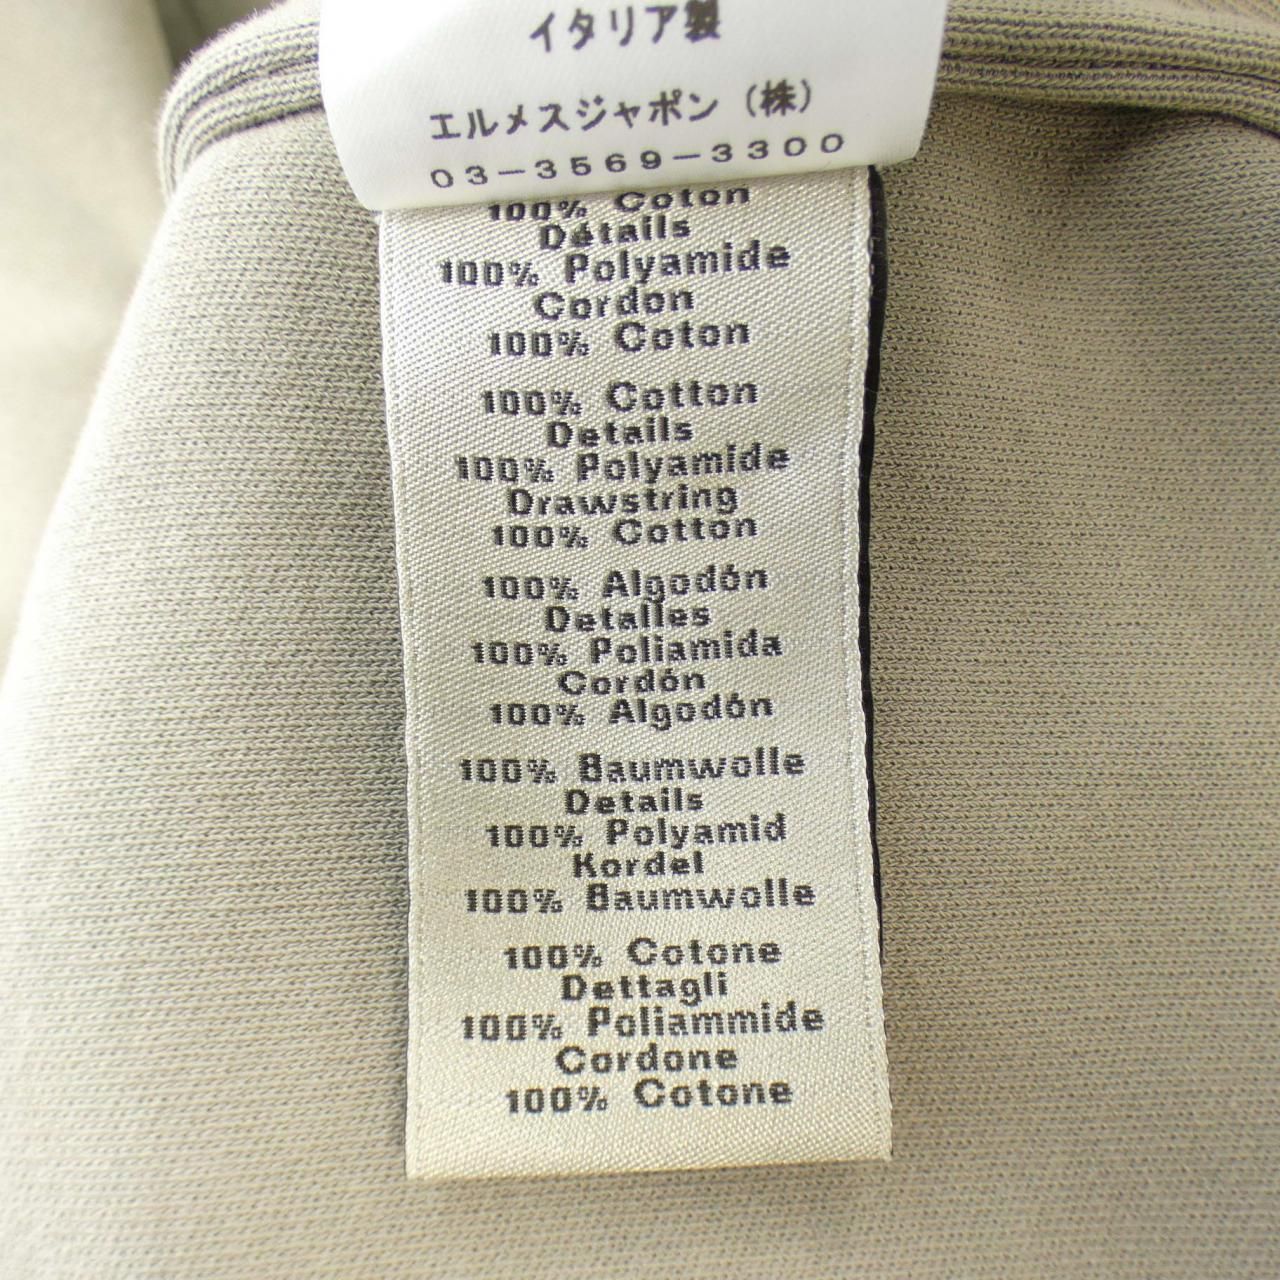 イタリア製
エルメスジャポン（株）
03-3569-3300
100% Coton
Détails
100% Polyamide
Cordon
100% Coton
100% Cotton
Details
100% Polyamide
Drawstring
100% Cotton
100% Algodón
Detalles
100% Poliamida
Cordón
100% Algodón
100% Baumwolle
Details
100% Polyamid
Kordel
100% Baumwolle
100% Cotone
Dettagli
100% Poliammide
Cordone
100% Cotone